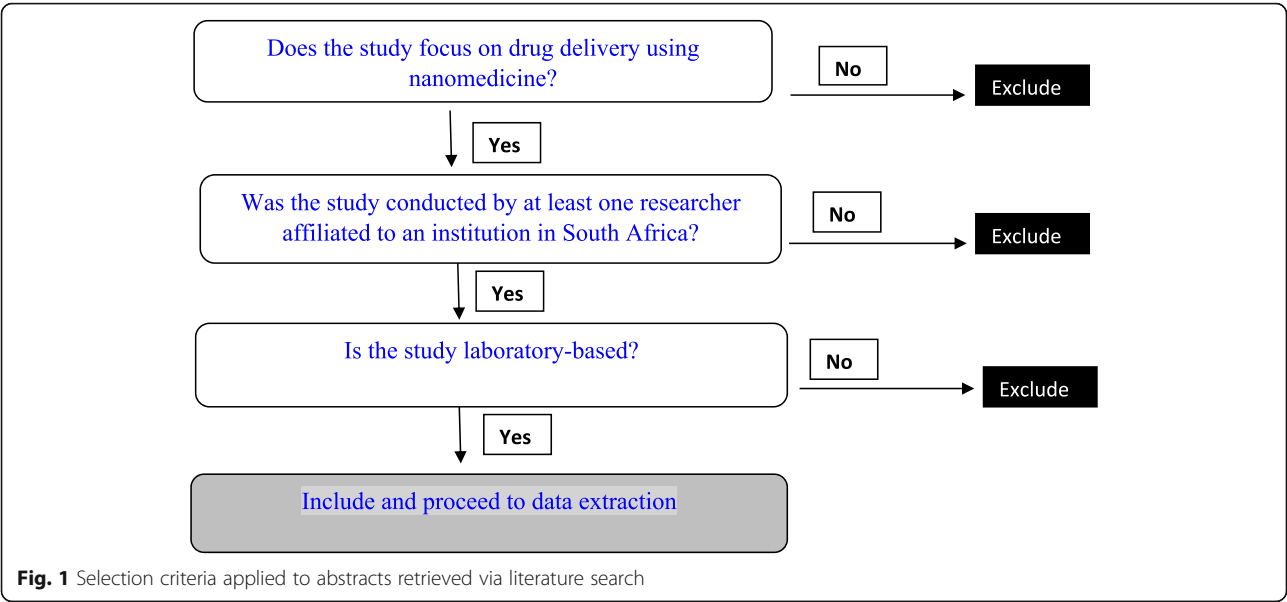 Does the study focus on drug delivery using
nanomedicine?
No
Exclude
Yes
Was the study conducted by at least one researcher
affiliated to an institution in South Africa?
No
Exclude
Yes
Is the study laboratory-based?
No
Exclude
Yes
Include and proceed to data extraction
Fig. 1 Selection criteria applied to abstracts retrieved via literature search